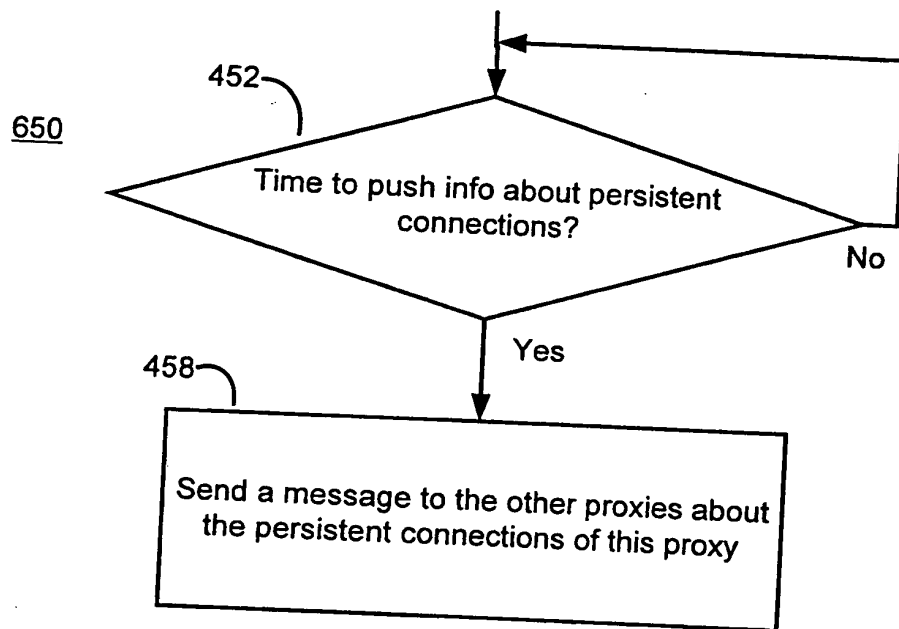 452
650
Time to push info about persistent
connections?
No
Yes
458
Send a message to the other proxies about
the persistent connections of this proxy